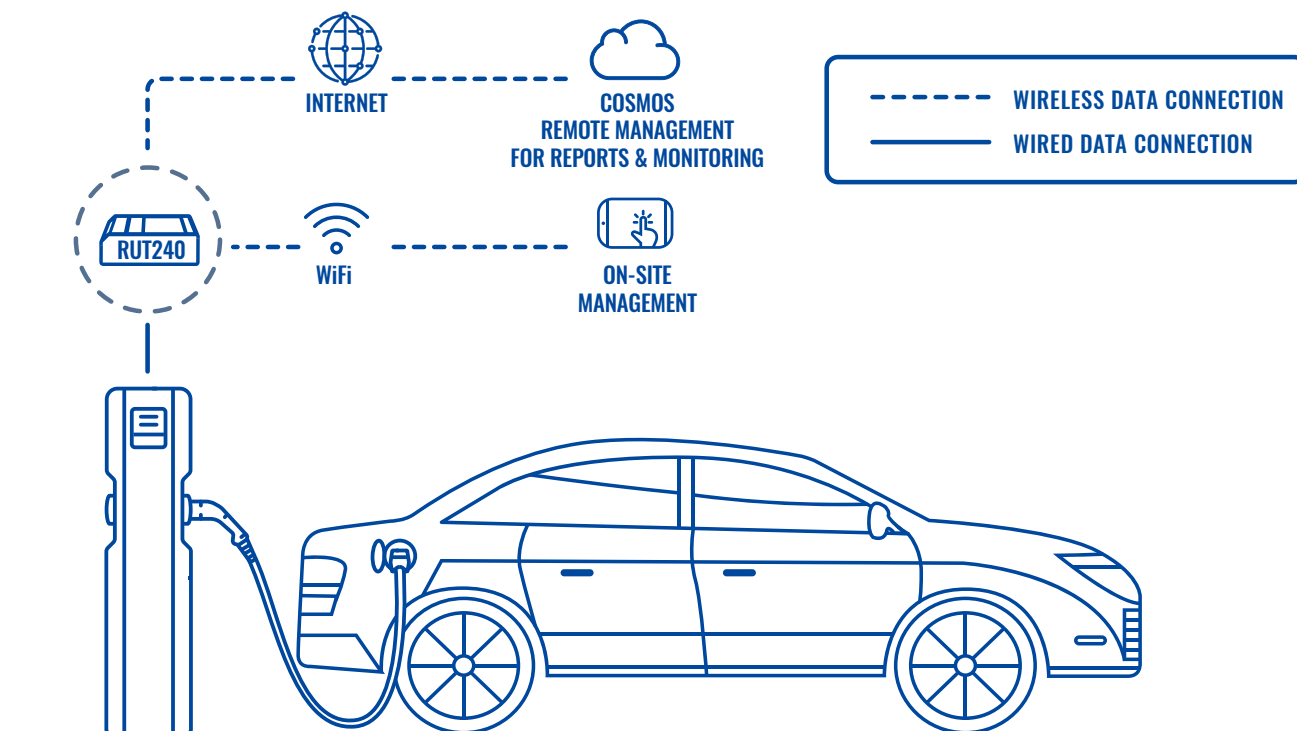 INTERNET
COSMOS
REMOTE MANAGEMENT
FOR REPORTS & MONITORING
WIRELESS DATA CONNECTION
WIRED DATA CONNECTION
RUT240
WiFi
ON-SITE
MANAGEMENT